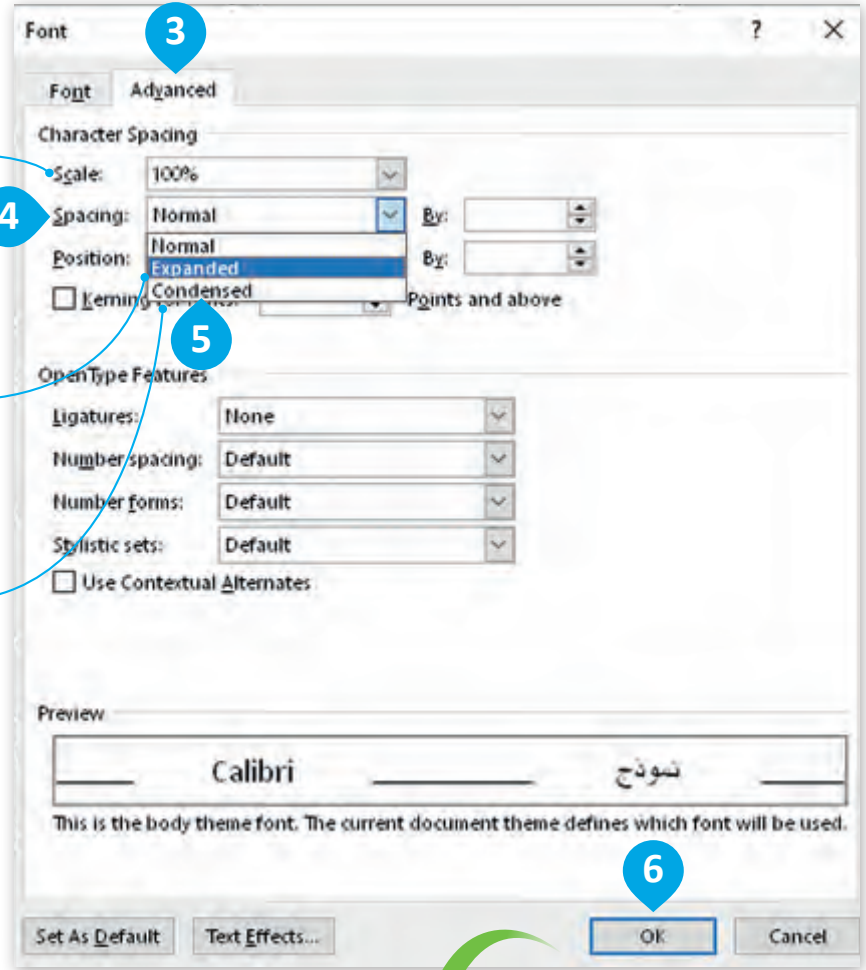 Font ? ×
3
Font Advanced
Character Spacing
Scale: 100%
4 Spacing: Normal By:
Normal
Position: Expanded By:
Condensed
Kerning Points and above
5
OpenType Features
Ligatures: None
Number spacing: Default
Number forms: Default
Stylistic sets: Default
Use Contextual Alternates
Preview
Calibri نموذج
This is the body theme font. The current document theme defines which font will be used.
6
Set As Default Text Effects... OK Cancel